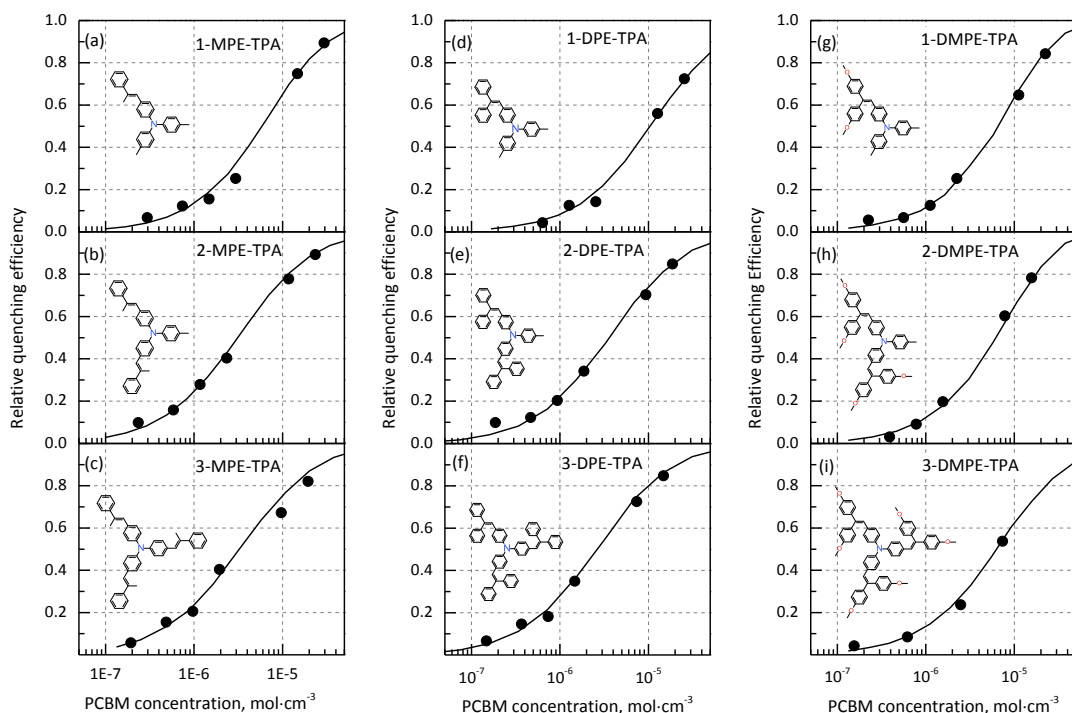 (a)
1-MPE-TPA
1.0
0.8
0.6
0.4
0.2
0.0
N
(b)
2-MPE-TPA
0.8
0.6
0.4
0.2
0.0
N
(c)
3-MPE-TPA
0.8
0.6
0.4
0.2
N
1E-7
1E-6
1E-5
PCBM concentration, mol·cm-3
Relative quenching efficiency
(d)
1-DPE-TPA
1.0
0.8
0.6
0.4
0.2
0.0
N
(e)
2-DPE-TPA
0.8
0.6
0.4
0.2
0.0
N
(f)
3-DPE-TPA
0.8
0.6
0.4
0.2
N
10-7
10-6
10-5
PCBM concentration, mol·cm-3
Relative quenching efficiency
(g)
1-DMPE-TPA
1.0
0.8
0.6
0.4
0.2
0.0
O
O
N
(h)
2-DMPE-TPA
0.8
0.6
0.4
0.2
0.0
O
O
N
O
O
(i)
3-DMPE-TPA
0.8
0.6
0.4
0.2
O
O
O
N
O
O
O
10-7
10-6
10-5
PCBM concentration, mol·cm-3
Relative quenching Efficiency